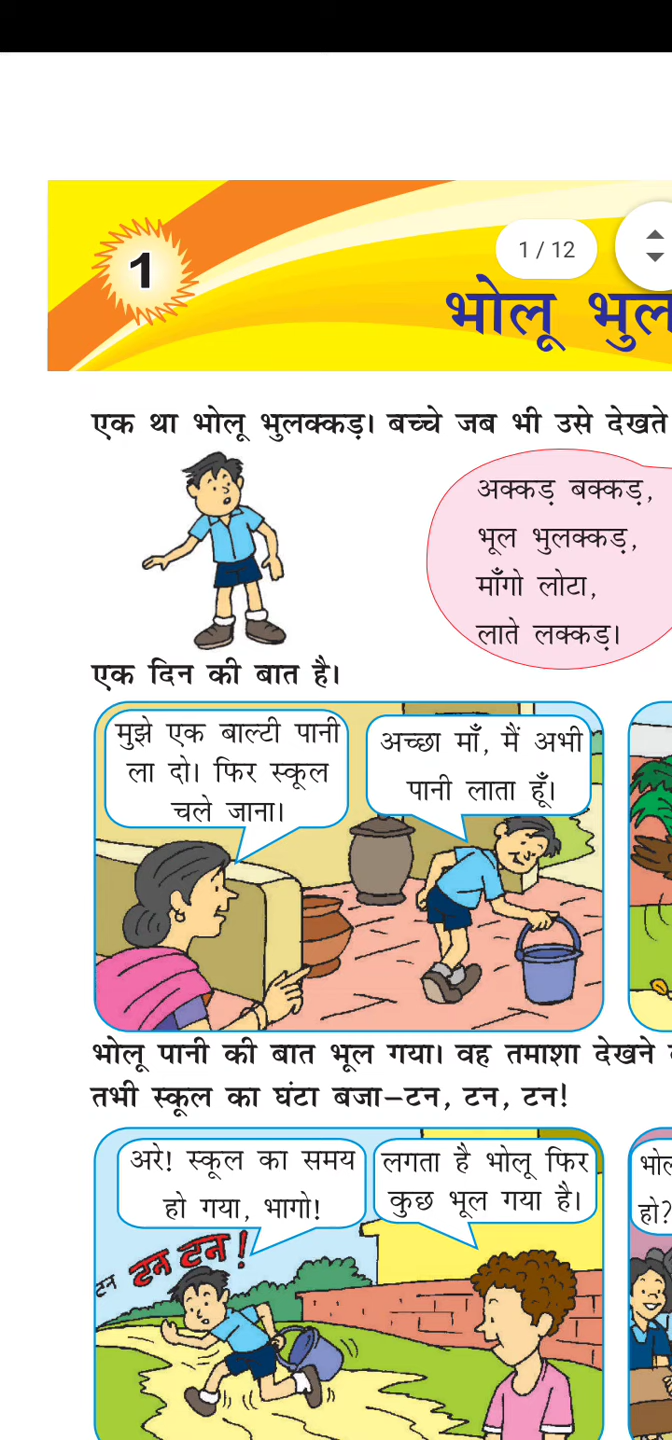 1
1 / 12
भोलू
एक था भोलू भुलक्कड़। बच्चे जब भी उसे देखते
अक्कड़ बक्कड़,
भूल भुलक्कड़,
माँगो लोटा,
लाते लक्कड़।
एक दिन की बात है।
मुझे एक बाल्टी पानी
ला दो। फिर स्कूल
चले जाना।
अच्छा माँ, मैं अभी
पानी लाता हूँ।
भोलू पानी की बात भूल गया। वह तमाशा देखने
तभी स्कूल का घंटा बजा–टन, टन, टन!
अरे! स्कूल का समय
हो गया, भागो!
लगता है भोलू फिर
कुछ भूल गया है।
हो?
टन टन टन!